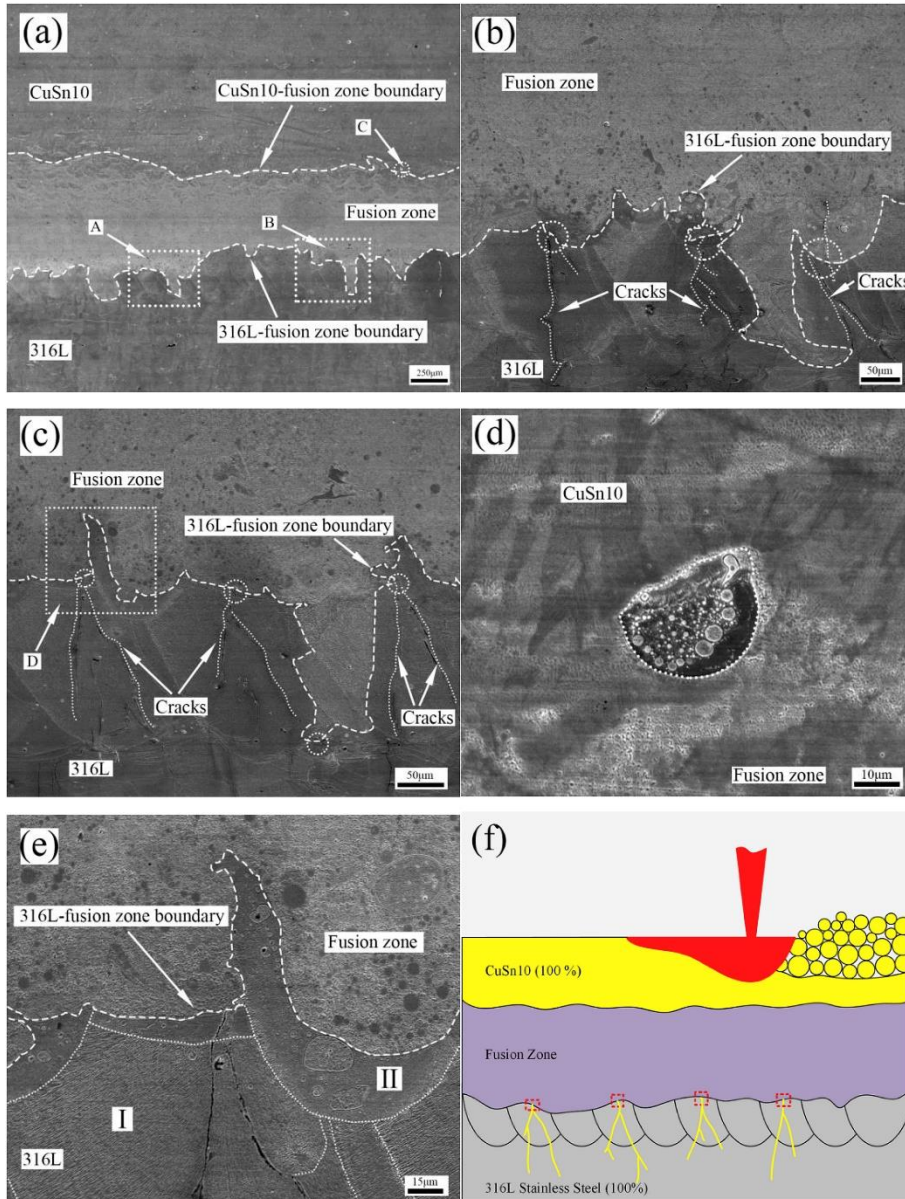 (a)
CuSn10
CuSn10-fusion zone boundary
C
Fusion zone
A
B
316L-fusion zone boundary
316L
250μm
(b)
Fusion zone
316L-fusion zone boundary
Cracks
Cracks
316L
50μm
(c)
Fusion zone
316L-fusion zone boundary
D
Cracks
Cracks
316L
50μm
(d)
CuSn10
Fusion zone
10μm
(e)
316L-fusion zone boundary
Fusion zone
I
II
316L
15μm
(f)
CuSn10 (100 %)
Fusion Zone
316L Stainless Steel (100%)